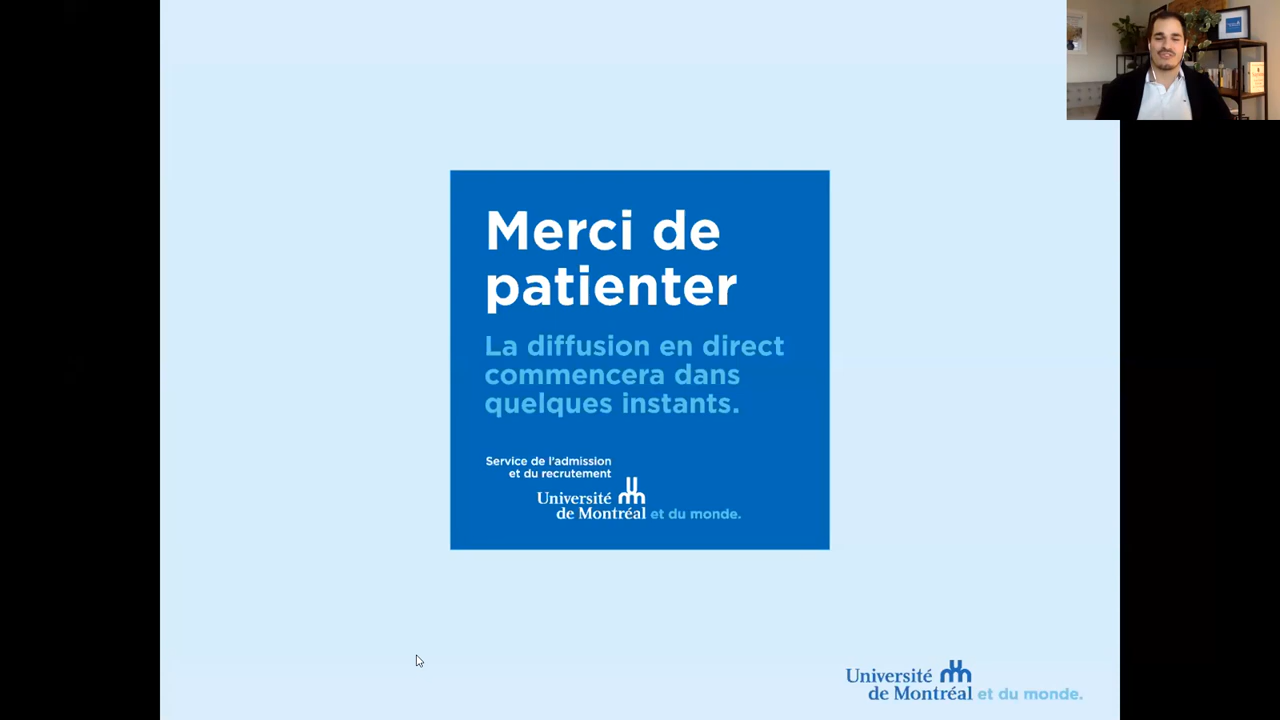 Merci de
patienter
La diffusion en direct
commencera dans
quelques instants.
Service de l'admission
et du recrutement
Université
de Montréal et du monde.
Université
de Montréal et du monde.